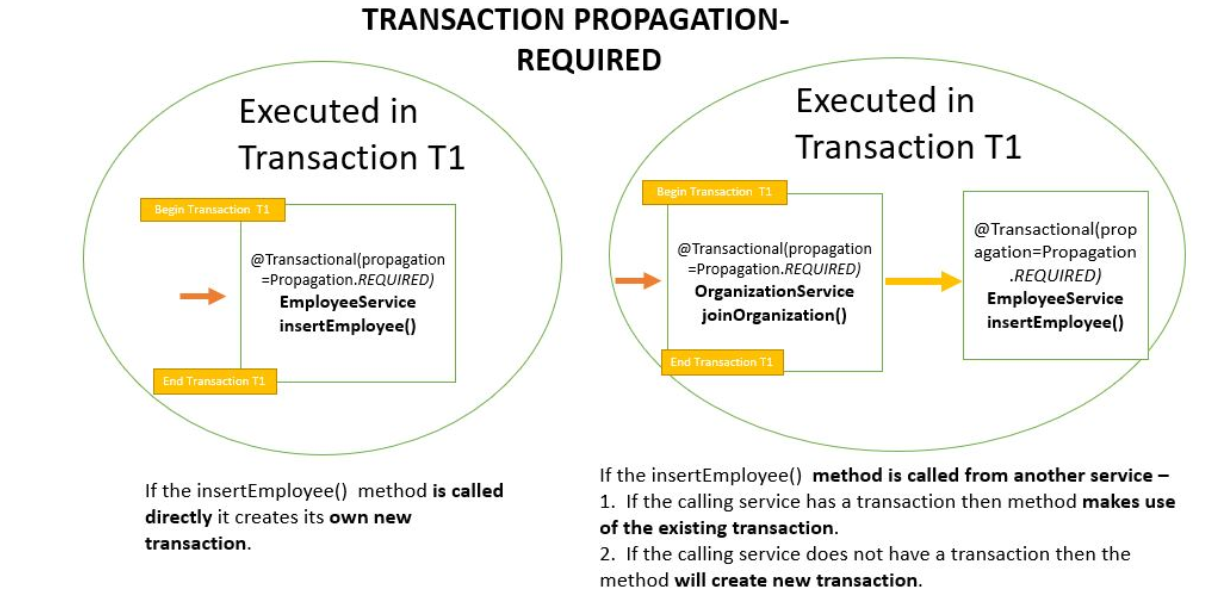 TRANSACTION PROPAGATION-
REQUIRED
Executed in
Transaction T1
Begin Transaction T1
@Transactional(propagation
=Propagation.REQUIRED)
EmployeeService
insertEmployee()
End Transaction T1
If the insertEmployee() method is called
directly it creates its own new
transaction.
Executed in
Transaction T1
Begin Transaction T1
@Transactional(propagation
=Propagation.REQUIRED)
OrganizationService
joinOrganization()
End Transaction T1
@Transactional(prop
agation=Propagation
.REQUIRED)
EmployeeService
insertEmployee()
If the insertEmployee() method is called from another service –
1. If the calling service has a transaction then method makes use
of the existing transaction.
2. If the calling service does not have a transaction then the
method will create new transaction.